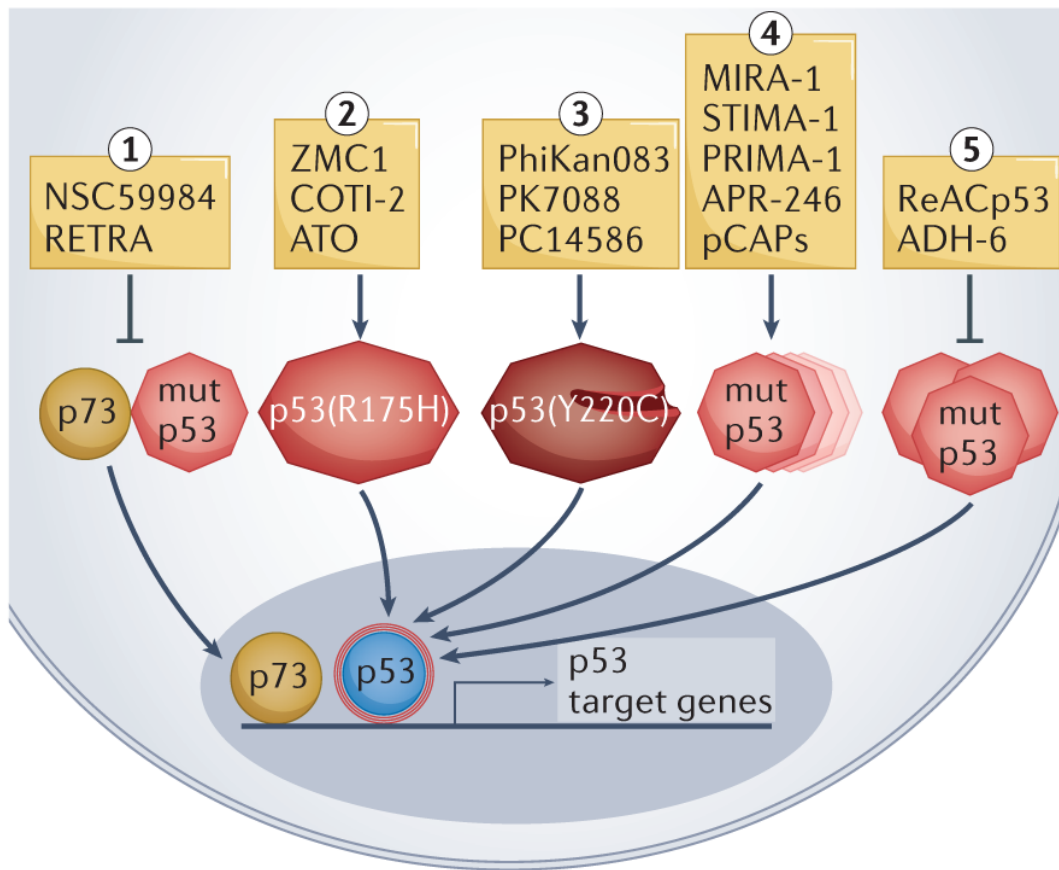 1
NSC59984
RETRA
2
ZMC1
COTI-2
ATO
3
PhiKan083
PK7088
PC14586
4
MIRA-1
STIMA-1
PRIMA-1
APR-246
pCAPs
5
ReACp53
ADH-6
p73
mut
p53
p53(R175H)
p53(Y220C)
mut
p53
mut
p53
p73
p53
p53
target genes